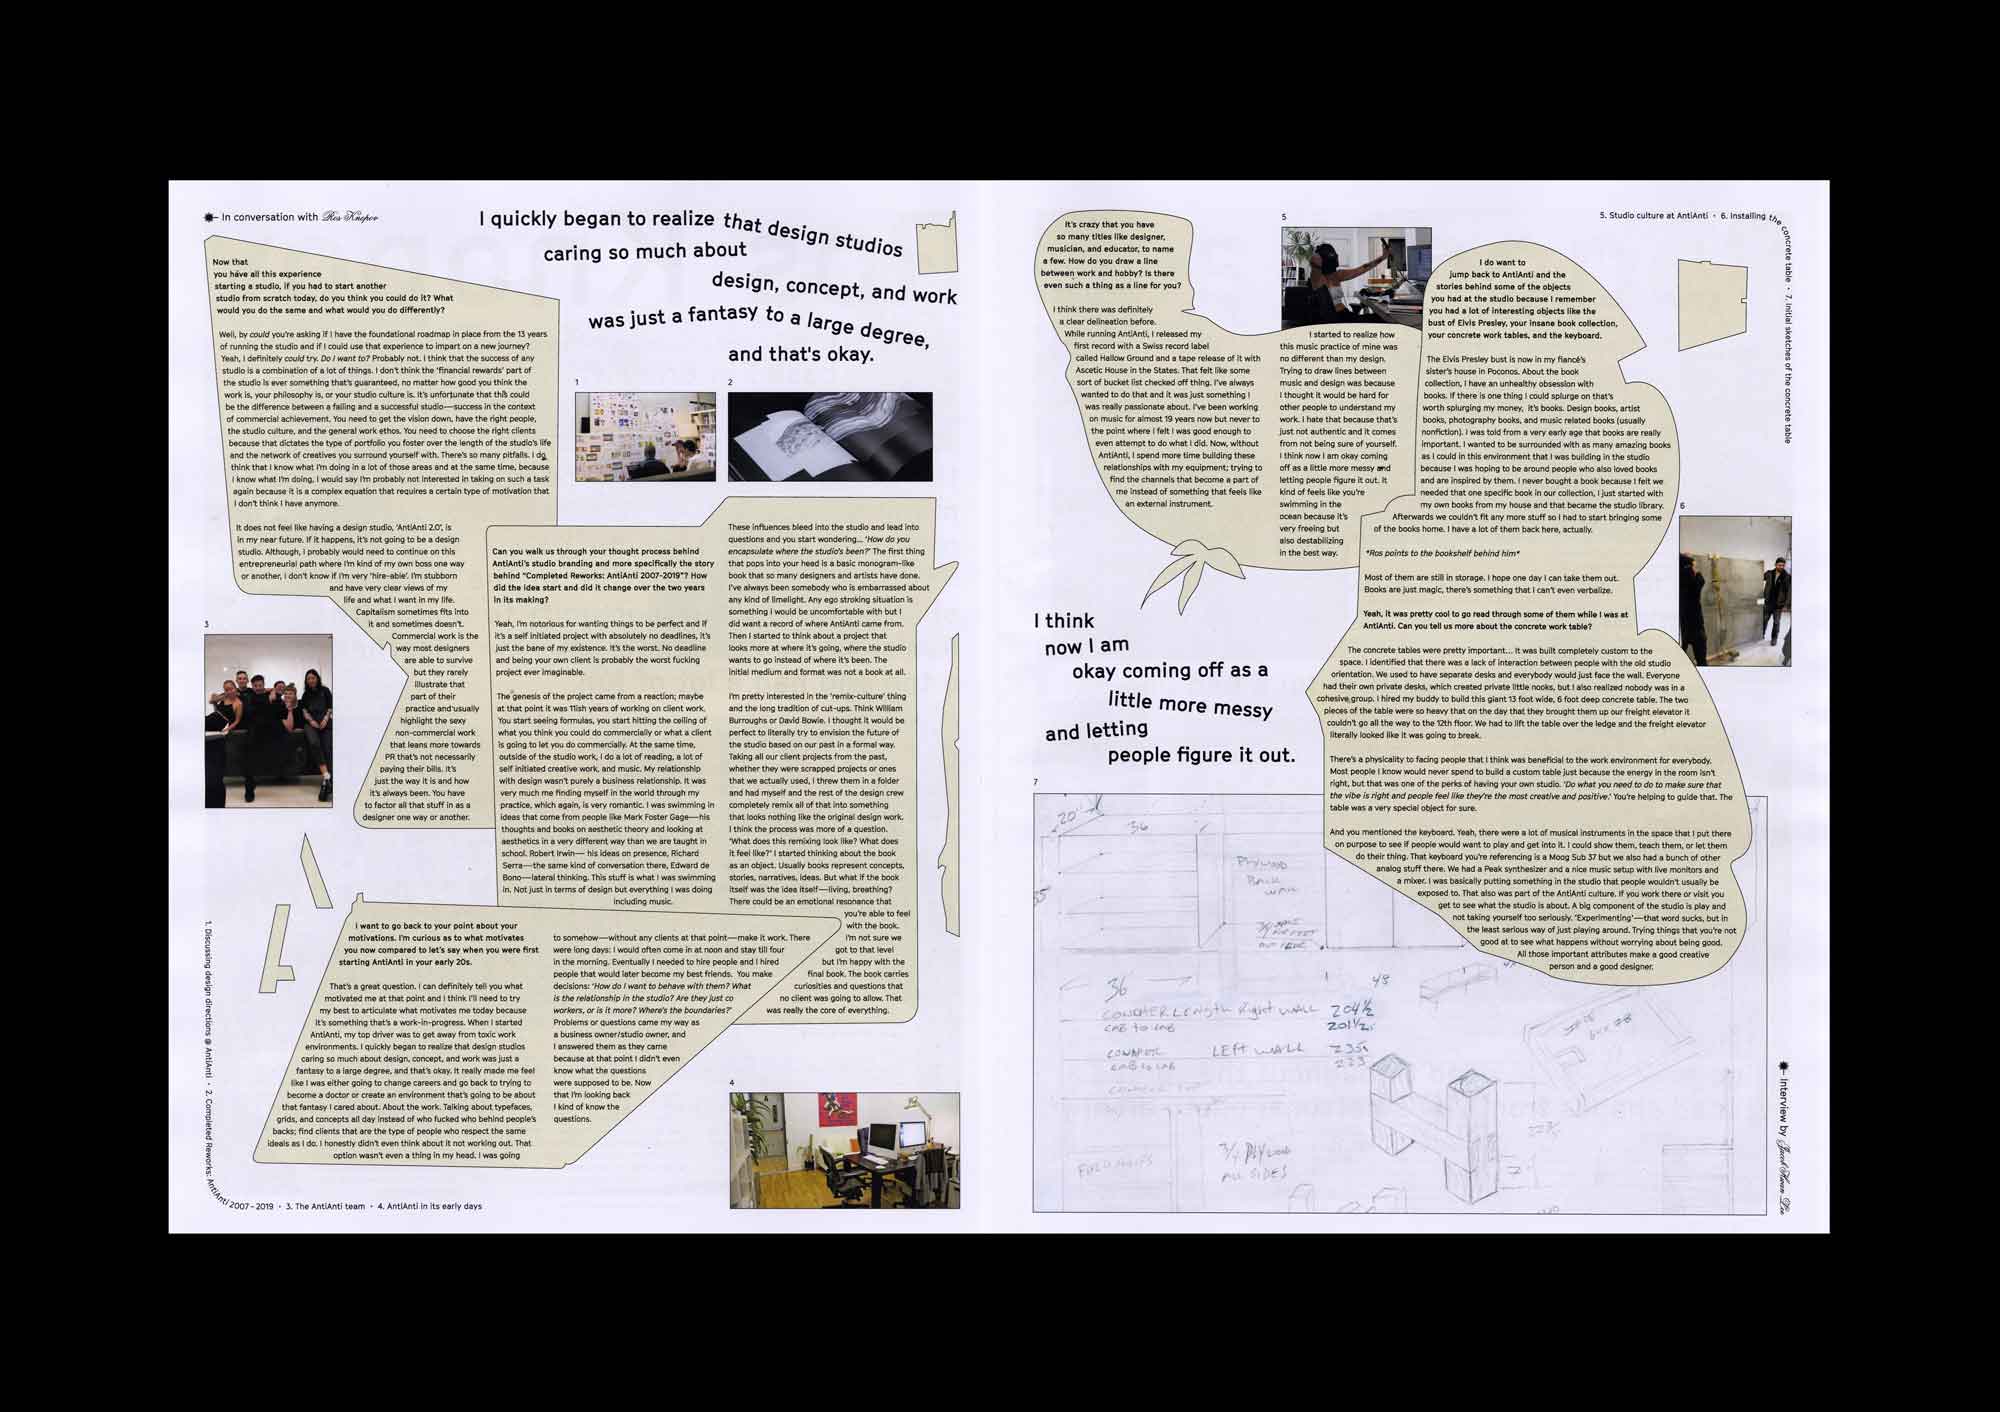 In conversation with Ros Knopov
I quickly began to realize that design studios
caring so much about
design, concept, and work
was just a fantasy to a large degree,
and that's okay.
Now that
you have all this experience
starting a studio, if you had to start another
studio from scratch today, do you think you could do it? What
would you do the same and what would you do differently?
Well, by could you're asking if I have the foundational roadmap in place from the 13 years
of running the studio and if I could use that experience to impart on a new journey?
Yeah, I definitely could try. Do I want to? Probably not. I think that the success of any
studio is a combination of a lot of things. I don't think the 'financial rewards' part of
the studio is ever something that's guaranteed, no matter how good you think the
work is, your philosophy is, or your studio culture is. It's unfortunate that this could
be the difference between a failing and a successful studio—success in the context
of commercial achievement. You need to get the vision down, have the right people,
the studio culture, and the general work ethos. You need to choose the right clients
because that dictates the type of portfolio you foster over the length of the studio's life
and the network of creatives you surround yourself with. There's so many pitfalls. I do
think that I know what I'm doing in a lot of those areas and at the same time, because
I know what I'm doing, I would say I'm probably not interested in taking on such a task
again because it is a complex equation that requires a certain type of motivation that
I don't think I have anymore.
It does not feel like having a design studio, 'AntiAnti 2.0', is
in my near future. If it happens, it's not going to be a design
studio. Although, I probably would need to continue on this
entrepreneurial path where I'm kind of my own boss one way
or another, I don't know if I'm very 'hire-able'. I'm stubborn
and have very clear views of my
life and what I want in my life.
Capitalism sometimes fits into
it and sometimes doesn't.
Commercial work is the
way most designers
are able to survive
but they rarely
illustrate that
part of their
practice and usually
highlight the sexy
non-commercial work
that leans more towards
PR that's not necessarily
paying their bills. It's
just the way it is and how
it's always been. You have
to factor all that stuff in as a
designer one way or another.
1
2
3
Can you walk us through your thought process behind
AntiAnti's studio branding and more specifically the story
behind "Completed Reworks: AntiAnti 2007-2019"? How
did the idea start and did it change over the two years
in its making?
Yeah, I'm notorious for wanting things to be perfect and if
it's a self initiated project with absolutely no deadlines, it's
just the bane of my existence. It's the worst. No deadline
and being your own client is probably the worst fucking
project ever imaginable.
The genesis of the project came from a reaction; maybe
at that point it was 11ish years of working on client work.
You start seeing formulas, you start hitting the ceiling of
what you think you could do commercially or what a client
is going to let you do commercially. At the same time,
outside of the studio work, I do a lot of reading, a lot of
self initiated creative work, and music. My relationship
with design wasn't purely a business relationship. It was
very much me finding myself in the world through my
practice, which again, is very romantic. I was swimming in
ideas that come from people like Mark Foster Gage—his
thoughts and books on aesthetic theory and looking at
aesthetics in a very different way than we are taught in
school. Robert Irwin— his ideas on presence, Richard
Serra—the same kind of conversation there, Edward de
Bono—lateral thinking. This stuff is what I was swimming
in. Not just in terms of design but everything I was doing
including music.
These influences bleed into the studio and lead into
questions and you start wondering... 'How do you
encapsulate where the studio's been?' The first thing
that pops into your head is a basic monogram-like
book that so many designers and artists have done.
I've always been somebody who is embarrassed about
any kind of limelight. Any ego stroking situation is
something I would be uncomfortable with but I
did want a record of where AntiAnti came from.
Then I started to think about a project that
looks more at where it's going, where the studio
wants to go instead of where it's been. The
initial medium and format was not a book at all.
I'm pretty interested in the 'remix-culture' thing
and the long tradition of cut-ups. Think William
Burroughs or David Bowie. I thought it would be
perfect to literally try to envision the future of
the studio based on our past in a formal way.
Taking all our client projects from the past,
whether they were scrapped projects or ones
that we actually used, I threw them in a folder
and had myself and the rest of the design crew
completely remix all of that into something
that looks nothing like the original design work.
I think the process was more of a question.
'What does this remixing look like? What does
it feel like?' I started thinking about the book
as an object. Usually books represent concepts,
stories, narratives, ideas. But what if the book
itself was the idea itself—living, breathing?
There could be an emotional resonance that
you're able to feel
with the book.
I'm not sure we
got to that level
but I'm happy with the
final book. The book carries
curiosities and questions that
no client was going to allow. That
was really the core of everything.
I want to go back to your point about your
motivations. I'm curious as to what motivates
you now compared to let's say when you were first
starting AntiAnti in your early 20s.
That's a great question. I can definitely tell you what
motivated me at that point and I think I'll need to try
my best to articulate what motivates me today because
it's something that's a work-in-progress. When I started
AntiAnti, my top driver was to get away from toxic work
environments. I quickly began to realize that design studios
caring so much about design, concept, and work was just a
fantasy to a large degree, and that's okay. It really made me feel
like I was either going to change careers and go back to trying to
become a doctor or create an environment that's going to be about
that fantasy I cared about. About the work. Talking about typefaces,
grids, and concepts all day instead of who fucked who behind people's
backs; find clients that are the type of people who respect the same
ideals as I do. I honestly didn't even think about it not working out. That
option wasn't even a thing in my head. I was going
to somehow—without any clients at that point—make it work. There
were long days: I would often come in at noon and stay till four
in the morning. Eventually I needed to hire people and I hired
people that would later become my best friends. You make
decisions: 'How do I want to behave with them? What
is the relationship in the studio? Are they just co
workers, or is it more? Where's the boundaries?'
Problems or questions came my way as
a business owner/studio owner, and
I answered them as they came
because at that point I didn't even
know what the questions
were supposed to be. Now
that I'm looking back
I kind of know the
questions.
4
1. Discussing design directions @ AntiAnti • 2. Completed Reworks: AntiAnti 2007-2019 • 3. The AntiAnti team • 4. AntiAnti in its early days
5. Studio culture at AntiAnti • 6. Installing the concrete table • 7. Initial sketches of the concrete table
It's crazy that you have
so many titles like designer,
musician, and educator, to name
a few. How do you draw a line
between work and hobby? Is there
even such a thing as a line for you?
I think there was definitely
a clear delineation before.
While running AntiAnti, I released my
first record with a Swiss record label
called Hallow Ground and a tape release of it with
Ascetic House in the States. That felt like some
sort of bucket list checked off thing. I've always
wanted to do that and it was just something I
was really passionate about. I've been working
on music for almost 19 years now but never to
the point where I felt I was good enough to
even attempt to do what I did. Now, without
AntiAnti, I spend more time building these
relationships with my equipment; trying to
find the channels that become a part of
me instead of something that feels like
an external instrument.
5
I started to realize how
this music practice of mine was
no different than my design.
Trying to draw lines between
music and design was because
I thought it would be hard for
other people to understand my
work. I hate that because that's
just not authentic and it comes
from not being sure of yourself.
I think now I am okay coming
off as a little more messy and
letting people figure it out. It
kind of feels like you're
swimming in the
ocean because it's
very freeing but
also destabilizing
in the best way.
I do want to
jump back to AntiAnti and the
stories behind some of the objects
you had at the studio because I remember
you had a lot of interesting objects like the
bust of Elvis Presley, your insane book collection,
your concrete work tables, and the keyboard.
The Elvis Presley bust is now in my fiancé's
sister's house in Poconos. About the book
collection, I have an unhealthy obsession with
books. If there is one thing I could splurge on that's
worth splurging my money, it's books. Design books, artist
books, photography books, and music related books (usually
nonfiction). I was told from a very early age that books are really
important. I wanted to be surrounded with as many amazing books
as I could in this environment that I was building in the studio
because I was hoping to be around people who also loved books
and are inspired by them. I never bought a book because I felt we
needed that one specific book in our collection, I just started with
my own books from my house and that became the studio library.
Afterwards we couldn't fit any more stuff so I had to start bringing some
of the books home. I have a lot of them back here, actually.
*Ros points to the bookshelf behind him*
Most of them are still in storage. I hope one day I can take them out.
Books are just magic, there's something that I can't even verbalize.
Yeah, it was pretty cool to go read through some of them while I was at
AntiAnti. Can you tell us more about the concrete work table?
The concrete tables were pretty important... It was built completely custom to the
space. I identified that there was a lack of interaction between people with the old studio
orientation. We used to have separate desks and everybody would just face the wall. Everyone
had their own private desks, which created private little nooks, but I also realized nobody was in a
cohesive group. I hired my buddy to build this giant 13 foot wide, 6 foot deep concrete table. The two
pieces of the table were so heavy that on the day that they brought them up our freight elevator it
couldn't go all the way to the 12th floor. We had to lift the table over the ledge and the freight elevator
literally looked like it was going to break.
There's a physicality to facing people that I think was beneficial to the work environment for everybody.
Most people I know would never spend to build a custom table just because the energy in the room isn't
right, but that was one of the perks of having your own studio. 'Do what you need to do to make sure that
the vibe is right and people feel like they're the most creative and positive.' You're helping to guide that. The
table was a very special object for sure.
And you mentioned the keyboard. Yeah, there were a lot of musical instruments in the space that I put there
on purpose to see if people would want to play and get into it. I could show them, teach them, or let them
do their thing. That keyboard you're referencing is a Moog Sub 37 but we also had a bunch of other
analog stuff there. We had a Peak synthesizer and a nice music setup with live monitors and
a mixer. I was basically putting something in the studio that people wouldn't usually be
exposed to. That also was part of the AntiAnti culture. If you work there or visit you
get to see what the studio is about. A big component of the studio is play and
not taking yourself too seriously. 'Experimenting'—that word sucks, but in
the least serious way of just playing around. Trying things that you're not
good at to see what happens without worrying about being good.
All those important attributes make a good creative
person and a good designer.
6
I think
now I am
okay coming off as a
little more messy
and letting
people figure it out.
7
20"
36
PLYWOOD
BACK
WALL
36
48
Length Right WALL 204½
CAB TO CAB 201½
LEFT WALL 235
CAB TO CAB 223
3/4 PLYWOOD
ALL SIDES
Interview by Jacob Hwan Lee